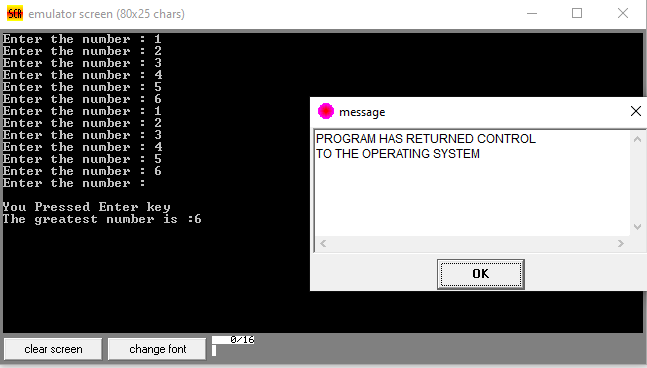 SCR emulator screen (80x25 chars)
Enter the number : 1
Enter the number : 2
Enter the number : 3
Enter the number : 4
Enter the number : 5
Enter the number : 6
Enter the number : 1
Enter the number : 2
Enter the number : 3
Enter the number : 4
Enter the number : 5
Enter the number : 6
Enter the number :
You Pressed Enter key
The greatest number is :6
message
PROGRAM HAS RETURNED CONTROL
TO THE OPERATING SYSTEM
OK
clear screen
change font
0/16